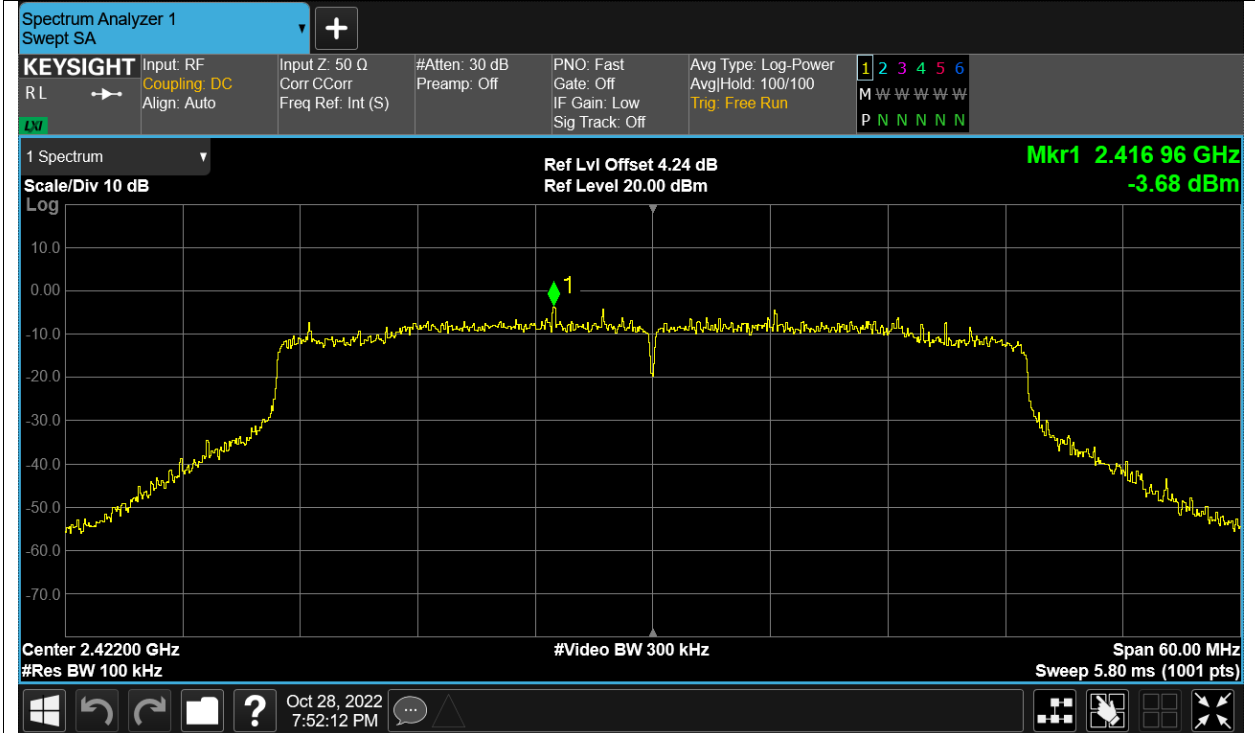 Spectrum Analyzer 1
Swept SA
+
KEYSIGHT
R L
LXI
Input: RF
Coupling: DC
Align: Auto
Input Z: 50 Ω
Corr CCorr
Freq Ref: Int (S)
#Atten: 30 dB
Preamp: Off
PNO: Fast
Gate: Off
IF Gain: Low
Sig Track: Off
Avg Type: Log-Power
Avg|Hold: 100/100
Trig: Free Run
1 2 3 4 5 6
M W W W W W
P N N N N N
1 Spectrum
Scale/Div 10 dB
Ref Lvl Offset 4.24 dB
Ref Level 20.00 dBm
Mkr1 2.416 96 GHz
-3.68 dBm
Log
10.0
0.00
-10.0
-20.0
-30.0
-40.0
-50.0
-60.0
-70.0
1
Center 2.42200 GHz
#Video BW 300 kHz
Span 60.00 MHz
#Res BW 100 kHz
Sweep 5.80 ms (1001 pts)
?
Oct 28, 2022
7:52:12 PM